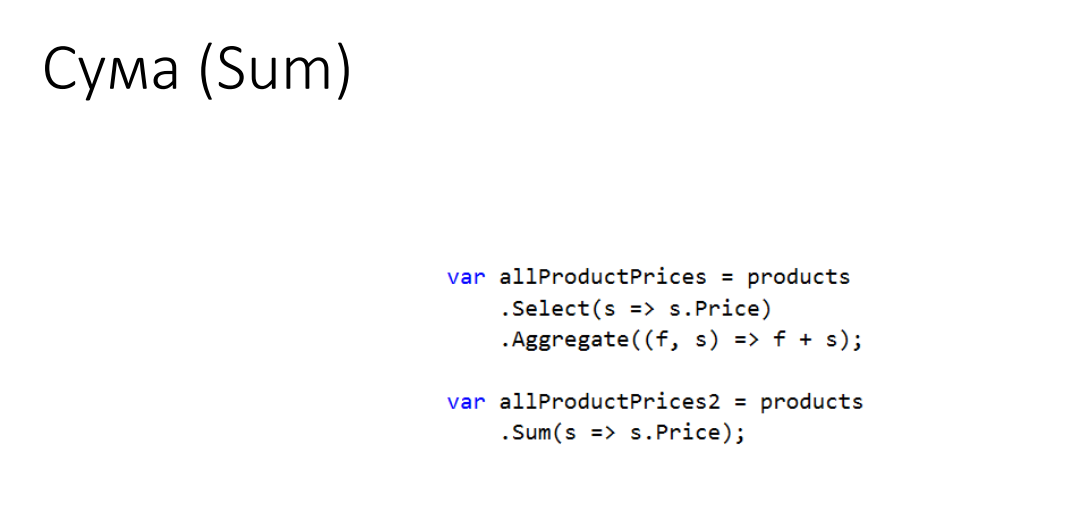 Сума (Sum)
var allProductPrices = products
.Select(s => s.Price)
.Aggregate((f, s) => f + s);
var allProductPrices2 = products
.Sum(s => s.Price);